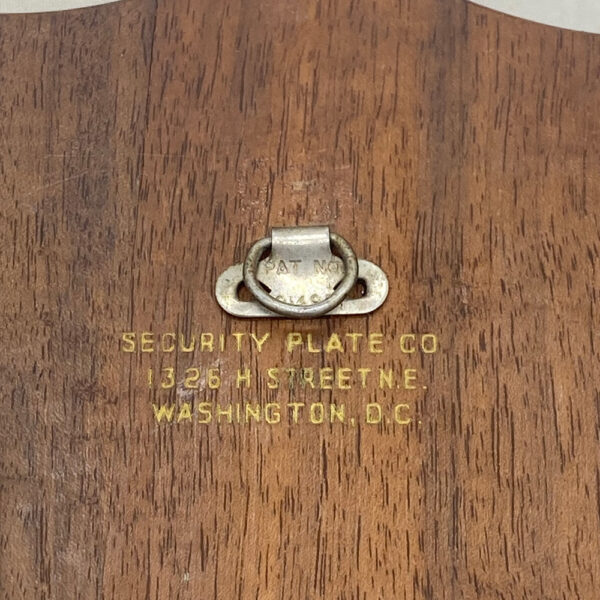 PAT NO
SECURITY PLATE CO
1326 H STREET N.E.
WASHINGTON, D.C.